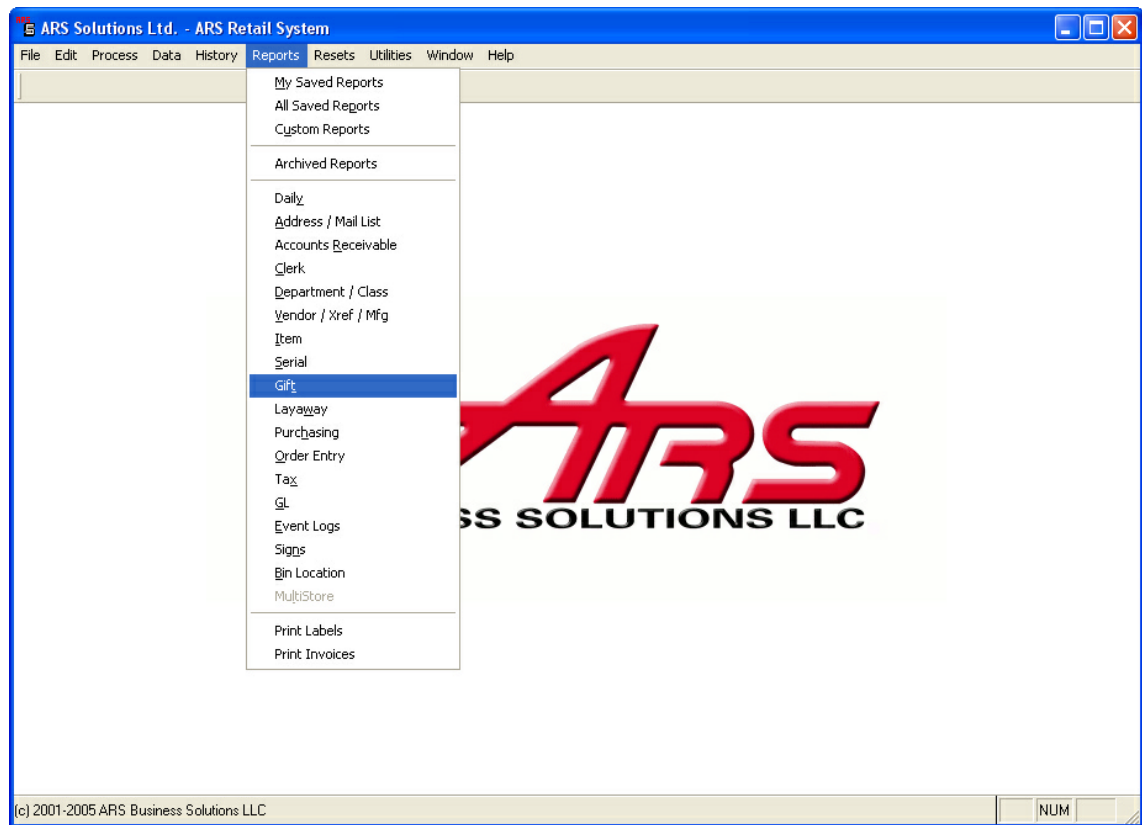 ARS Solutions Ltd. - ARS Retail System
File Edit Process Data History Reports Resets Utilities Window Help
My Saved Reports
All Saved Reports
Custom Reports
Archived Reports
Daily
Address / Mail List
Accounts Receivable
Clerk
Department / Class
Vendor / Xref / Mfg
Item
Serial
Gift
Layaway
Purchasing
Order Entry
Tax
GL
Event Logs
Signs
Bin Location
MultiStore
Print Labels
Print Invoices
ARS
SS SOLUTIONS LLC
(c) 2001-2005 ARS Business Solutions LLC
NUM